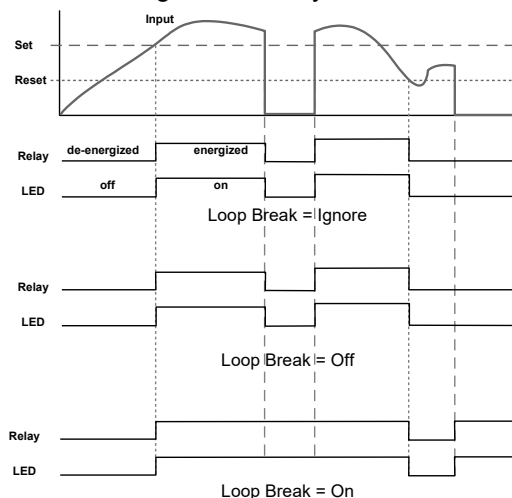 Input
Set
Reset
Relay
de-energized
energized
LED
off
on
Loop Break = Ignore
Relay
LED
Loop Break = Off
Relay
LED
Loop Break = On